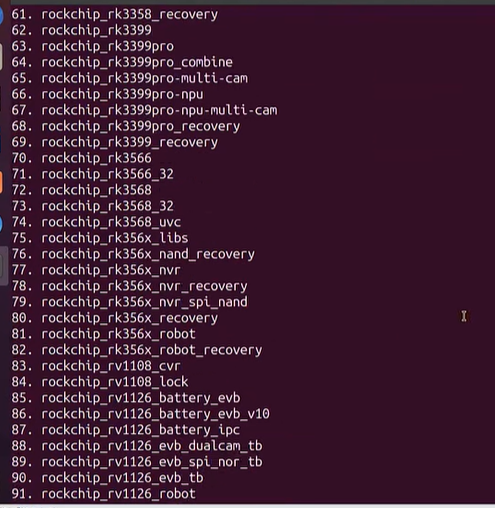 61. rockchip_rk3358_recovery
62. rockchip_rk3399
63. rockchip_rk3399pro
64. rockchip_rk3399pro_combine
65. rockchip_rk3399pro-multi-cam
66. rockchip_rk3399pro-npu
67. rockchip_rk3399pro-npu-multi-cam
68. rockchip_rk3399pro_recovery
69. rockchip_rk3399_recovery
70. rockchip_rk3566
71. rockchip_rk3566_32
72. rockchip_rk3568
73. rockchip_rk3568_32
74. rockchip_rk3568_uvc
75. rockchip_rk356x_libs
76. rockchip_rk356x_nand_recovery
77. rockchip_rk356x_nvr
78. rockchip_rk356x_nvr_recovery
79. rockchip_rk356x_nvr_spi_nand
80. rockchip_rk356x_recovery
81. rockchip_rk356x_robot
82. rockchip_rk356x_robot_recovery
83. rockchip_rv1108_cvr
84. rockchip_rv1108_lock
85. rockchip_rv1126_battery_evb
86. rockchip_rv1126_battery_evb_v10
87. rockchip_rv1126_battery_ipc
88. rockchip_rv1126_evb_dualcam_tb
89. rockchip_rv1126_evb_spi_nor_tb
90. rockchip_rv1126_evb_tb
91. rockchip_rv1126_robot